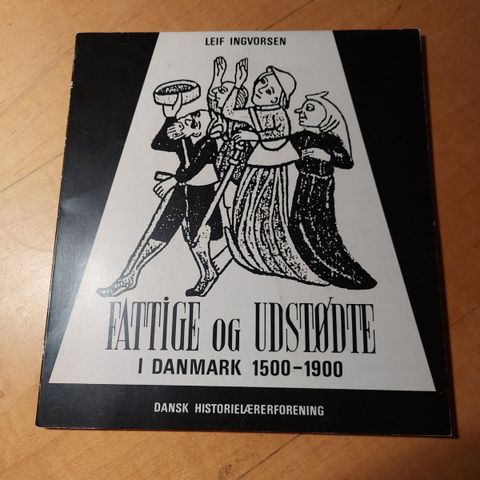 LEIF INGVORSEN
FATTIGE OG UDSTØDTE
I DANMARK 1500-1900
DANSK HISTORIELÆRERFORENING